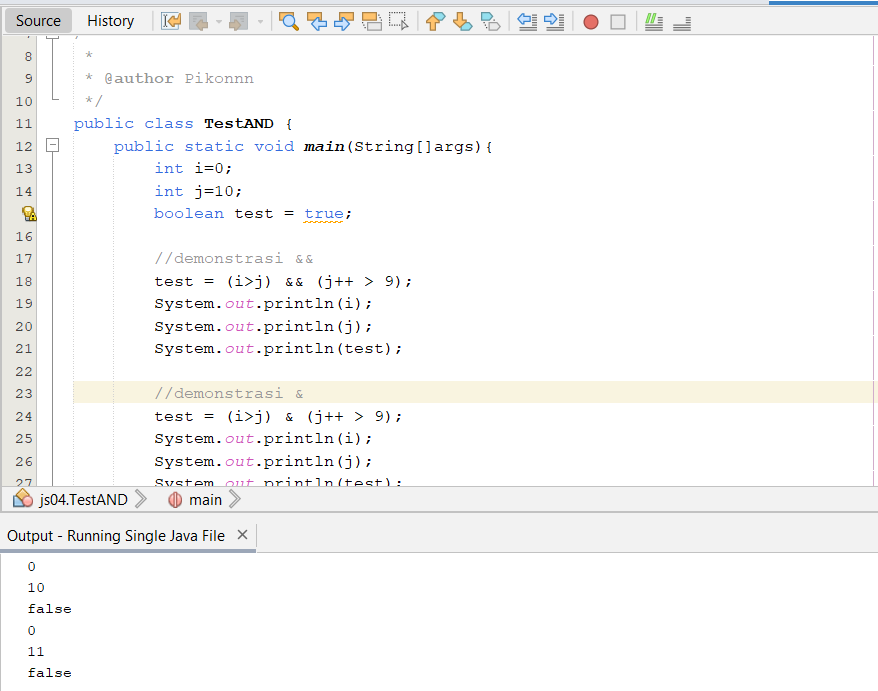 Source History
8 *
9 * @author Pikonnn
10 */
11 public class TestAND {
12 public static void main(String[]args){
13 int i=0;
14 int j=10;
boolean test = true;
16
17 //demonstrasi &&
18 test = (i>j) && (j++ > 9);
19 System.out.println(i);
20 System.out.println(j);
21 System.out.println(test);
22
23 //demonstrasi &
24 test = (i>j) & (j++ > 9);
25 System.out.println(i);
26 System.out.println(j);
27 System.out.println(test);
js04.TestAND main
Output - Running Single Java File
0
10
false
0
11
false